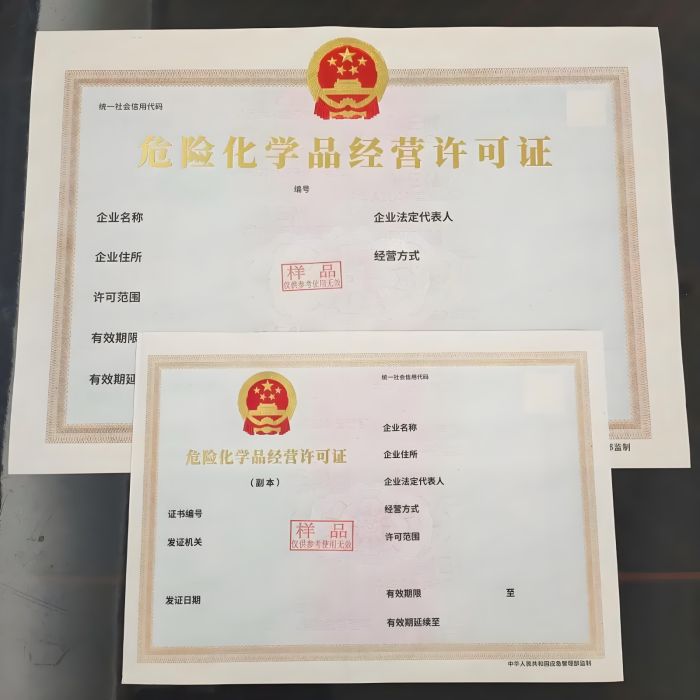 统一社会信用代码
危险化学品经营许可证
编号
企业名称
企业法定代表人
企业住所
经营方式
样品
仅供参考使用无效
许可范围
有效期限
有效期延
部监制
统一社会信用代码
危险化学品经营许可证
(副本)
企业名称
企业住所
企业法定代表人
证书编号
经营方式
样品
仅供参考使用无效
发证机关
许可范围
发证日期
有效期限 至
有效期延续至
中华人民共和国应急管理部监制